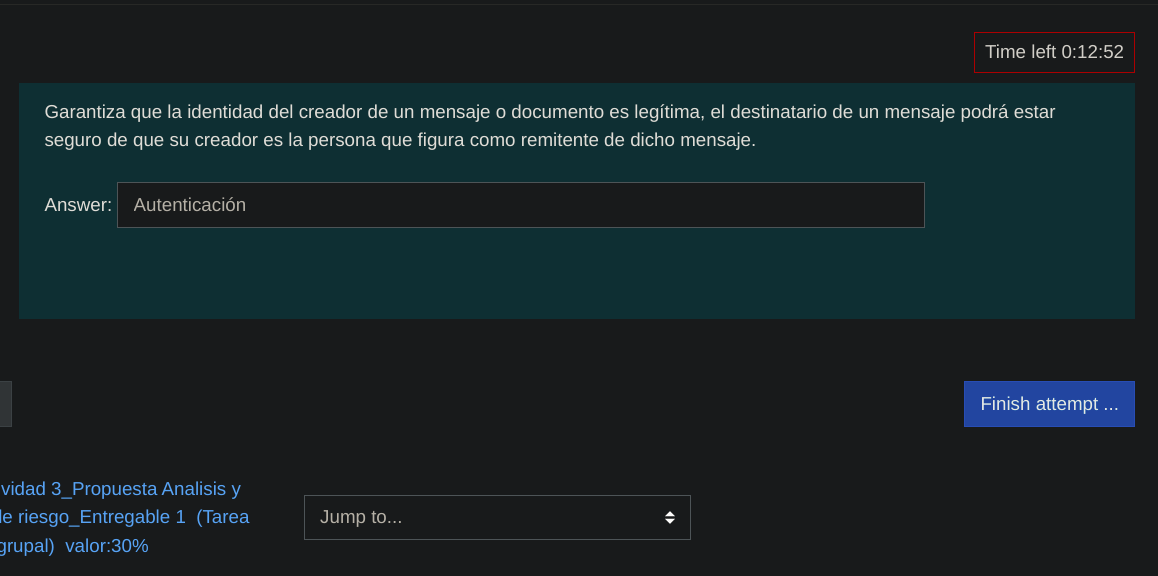 Time left 0:12:52
Garantiza que la identidad del creador de un mensaje o documento es legítima, el destinatario de un mensaje podrá estar
seguro de que su creador es la persona que figura como remitente de dicho mensaje.
Answer: Autenticación
Finish attempt ...
vidad 3_Propuesta Analisis y
de riesgo_Entregable 1 (Tarea
grupal) valor:30%
Jump to...